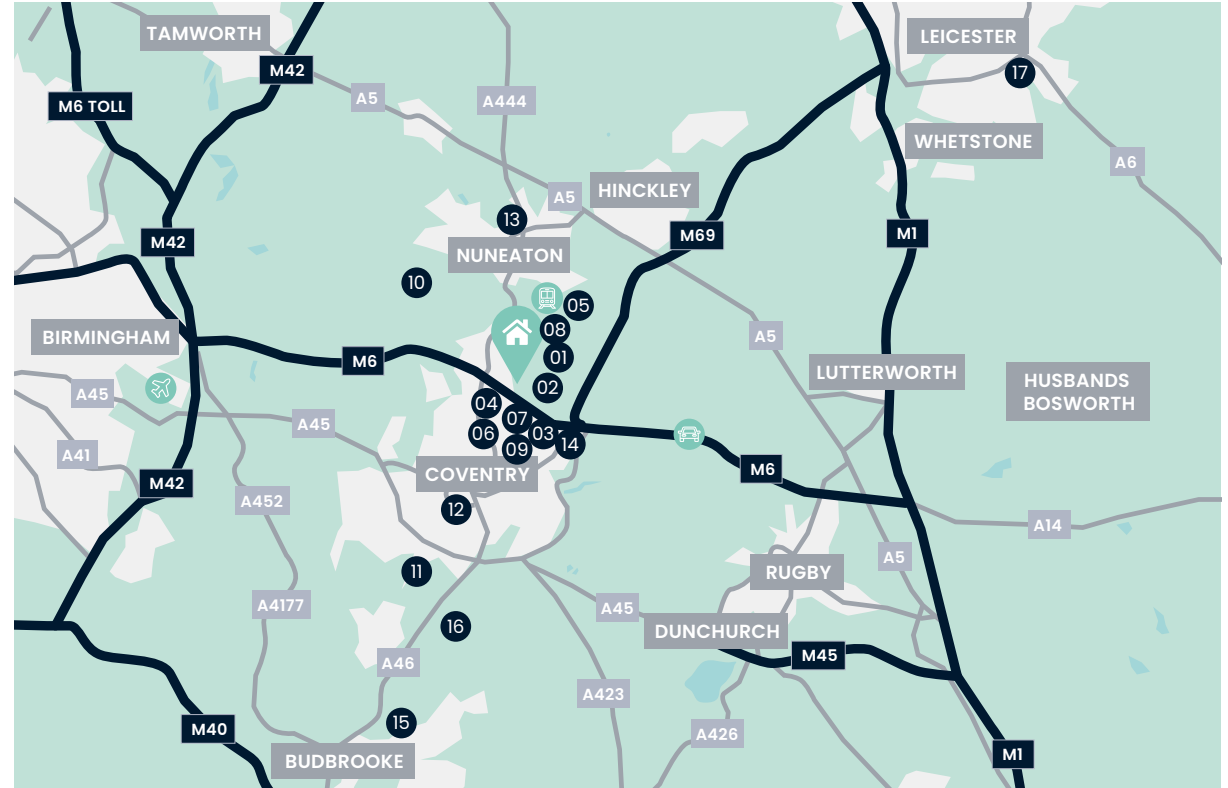 TAMWORTH
LEICESTER
M42
17
A5
A444
M6 TOLL
WHETSTONE
A6
HINCKLEY
A5
13
M69
M1
M42
NUNEATON
10
05
08
BIRMINGHAM
A5
01
M6
LUTTERWORTH
HUSBANDS
BOSWORTH
02
A45
04
07
A45
06
03
14
09
A41
COVENTRY
M6
M42
A452
12
A14
A5
11
RUGBY
A4177
A45
16
DUNCHURCH
M45
A46
A423
15
M40
A426
M1
BUDBROOKE